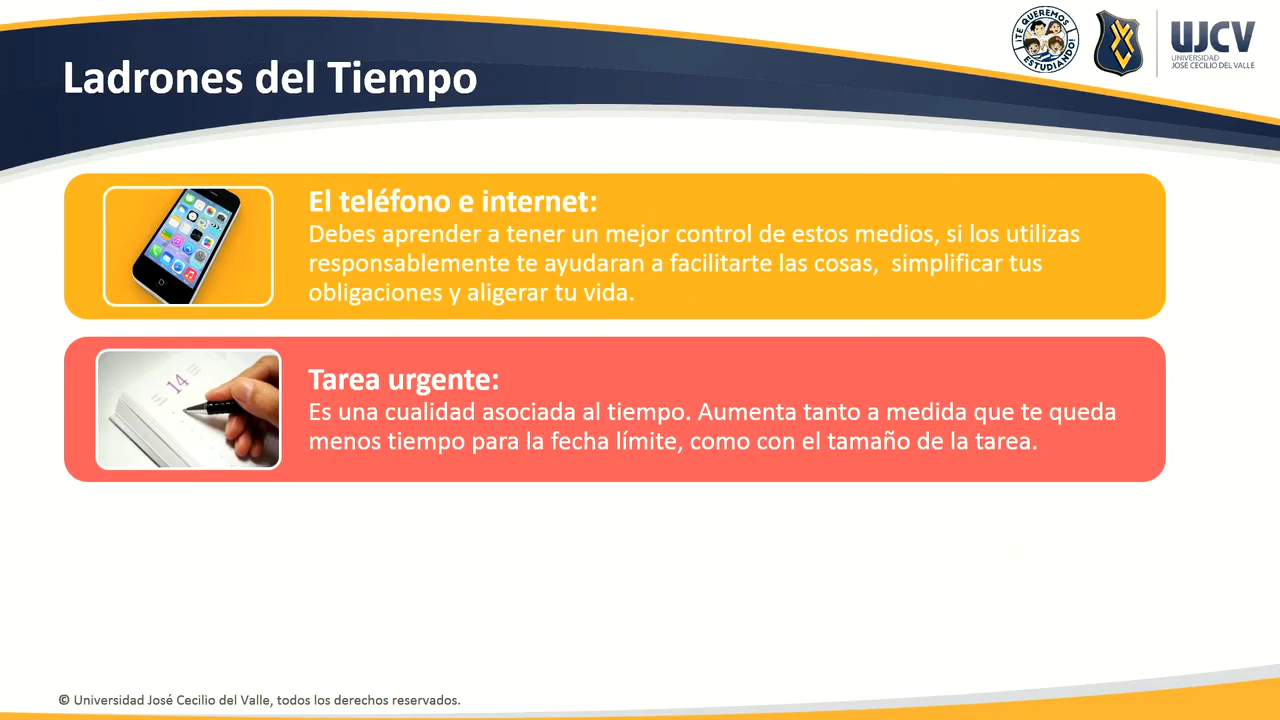 ¡TE QUEREMOS
ESTUDIANDO!
UJCV
UNIVERSIDAD
JOSÉ CECILIO DEL VALLE
Ladrones del Tiempo
El teléfono e internet:
Debes aprender a tener un mejor control de estos medios, si los utilizas
responsablemente te ayudaran a facilitarte las cosas,  simplificar tus
obligaciones y aligerar tu vida.
14
Tarea urgente:
Es una cualidad asociada al tiempo. Aumenta tanto a medida que te queda
menos tiempo para la fecha límite, como con el tamaño de la tarea.
© Universidad José Cecilio del Valle, todos los derechos reservados.